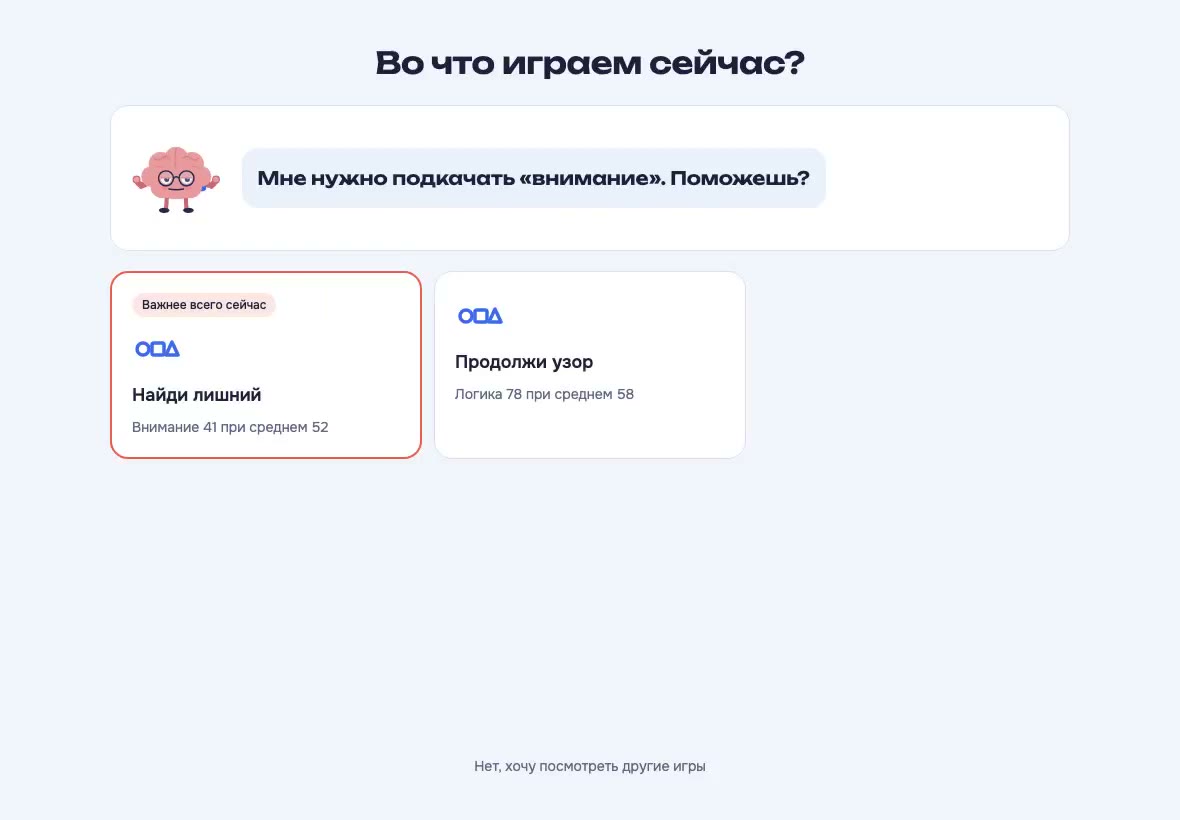 Во что играем сейчас?
Мне нужно подкачать «внимание». Поможешь?
Важнее всего сейчас
Найди лишний
Внимание 41 при среднем 52
Продолжи узор
Логика 78 при среднем 58
Нет, хочу посмотреть другие игры